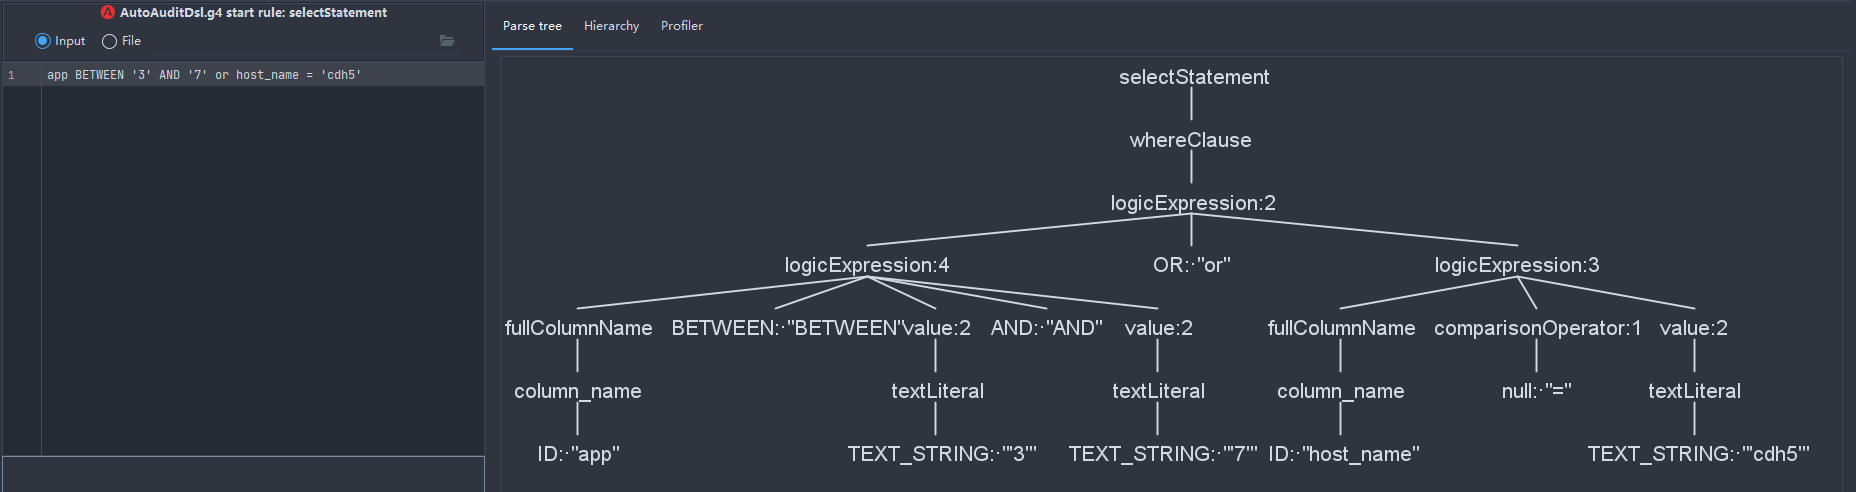 AutoAuditDsl.g4 start rule: selectStatement
Input File
1 app BETWEEN '3' AND '7' or host_name = 'cdh5'
Parse tree Hierarchy Profiler
selectStatement
whereClause
logicExpression:2
logicExpression:4 OR:·"or" logicExpression:3
fullColumnName BETWEEN:·"BETWEEN" value:2 AND:·"AND" value:2 fullColumnName comparisonOperator:1 value:2
column_name textLiteral textLiteral column_name null:·"=" textLiteral
ID:·"app" TEXT_STRING:·"'3'" TEXT_STRING:·"'7'" ID:·"host_name" TEXT_STRING:·"'cdh5'"